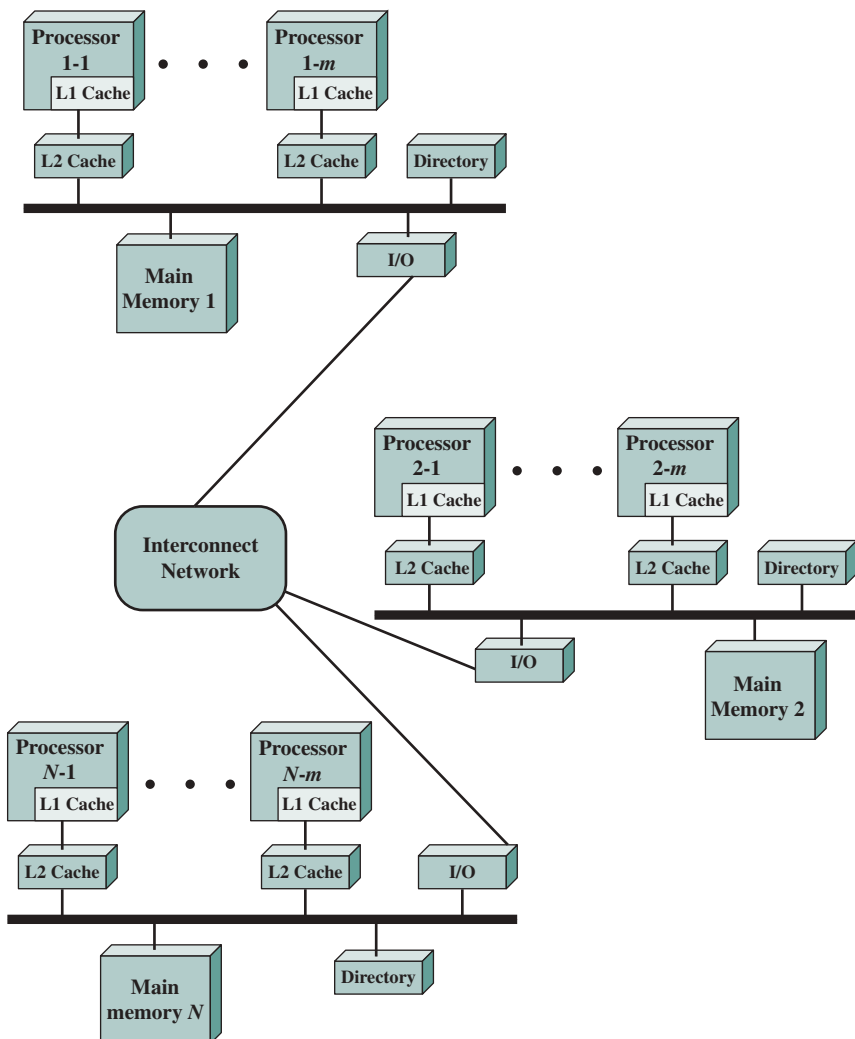 Processor
1-1
L1 Cache
Processor
1-m
L1 Cache
L2 Cache
L2 Cache
Directory
Main
Memory 1
I/O
Processor
2-1
L1 Cache
Processor
2-m
L1 Cache
Interconnect
Network
L2 Cache
L2 Cache
Directory
I/O
Main
Memory 2
Processor
N-1
L1 Cache
Processor
N-m
L1 Cache
L2 Cache
L2 Cache
I/O
Main
memory N
Directory